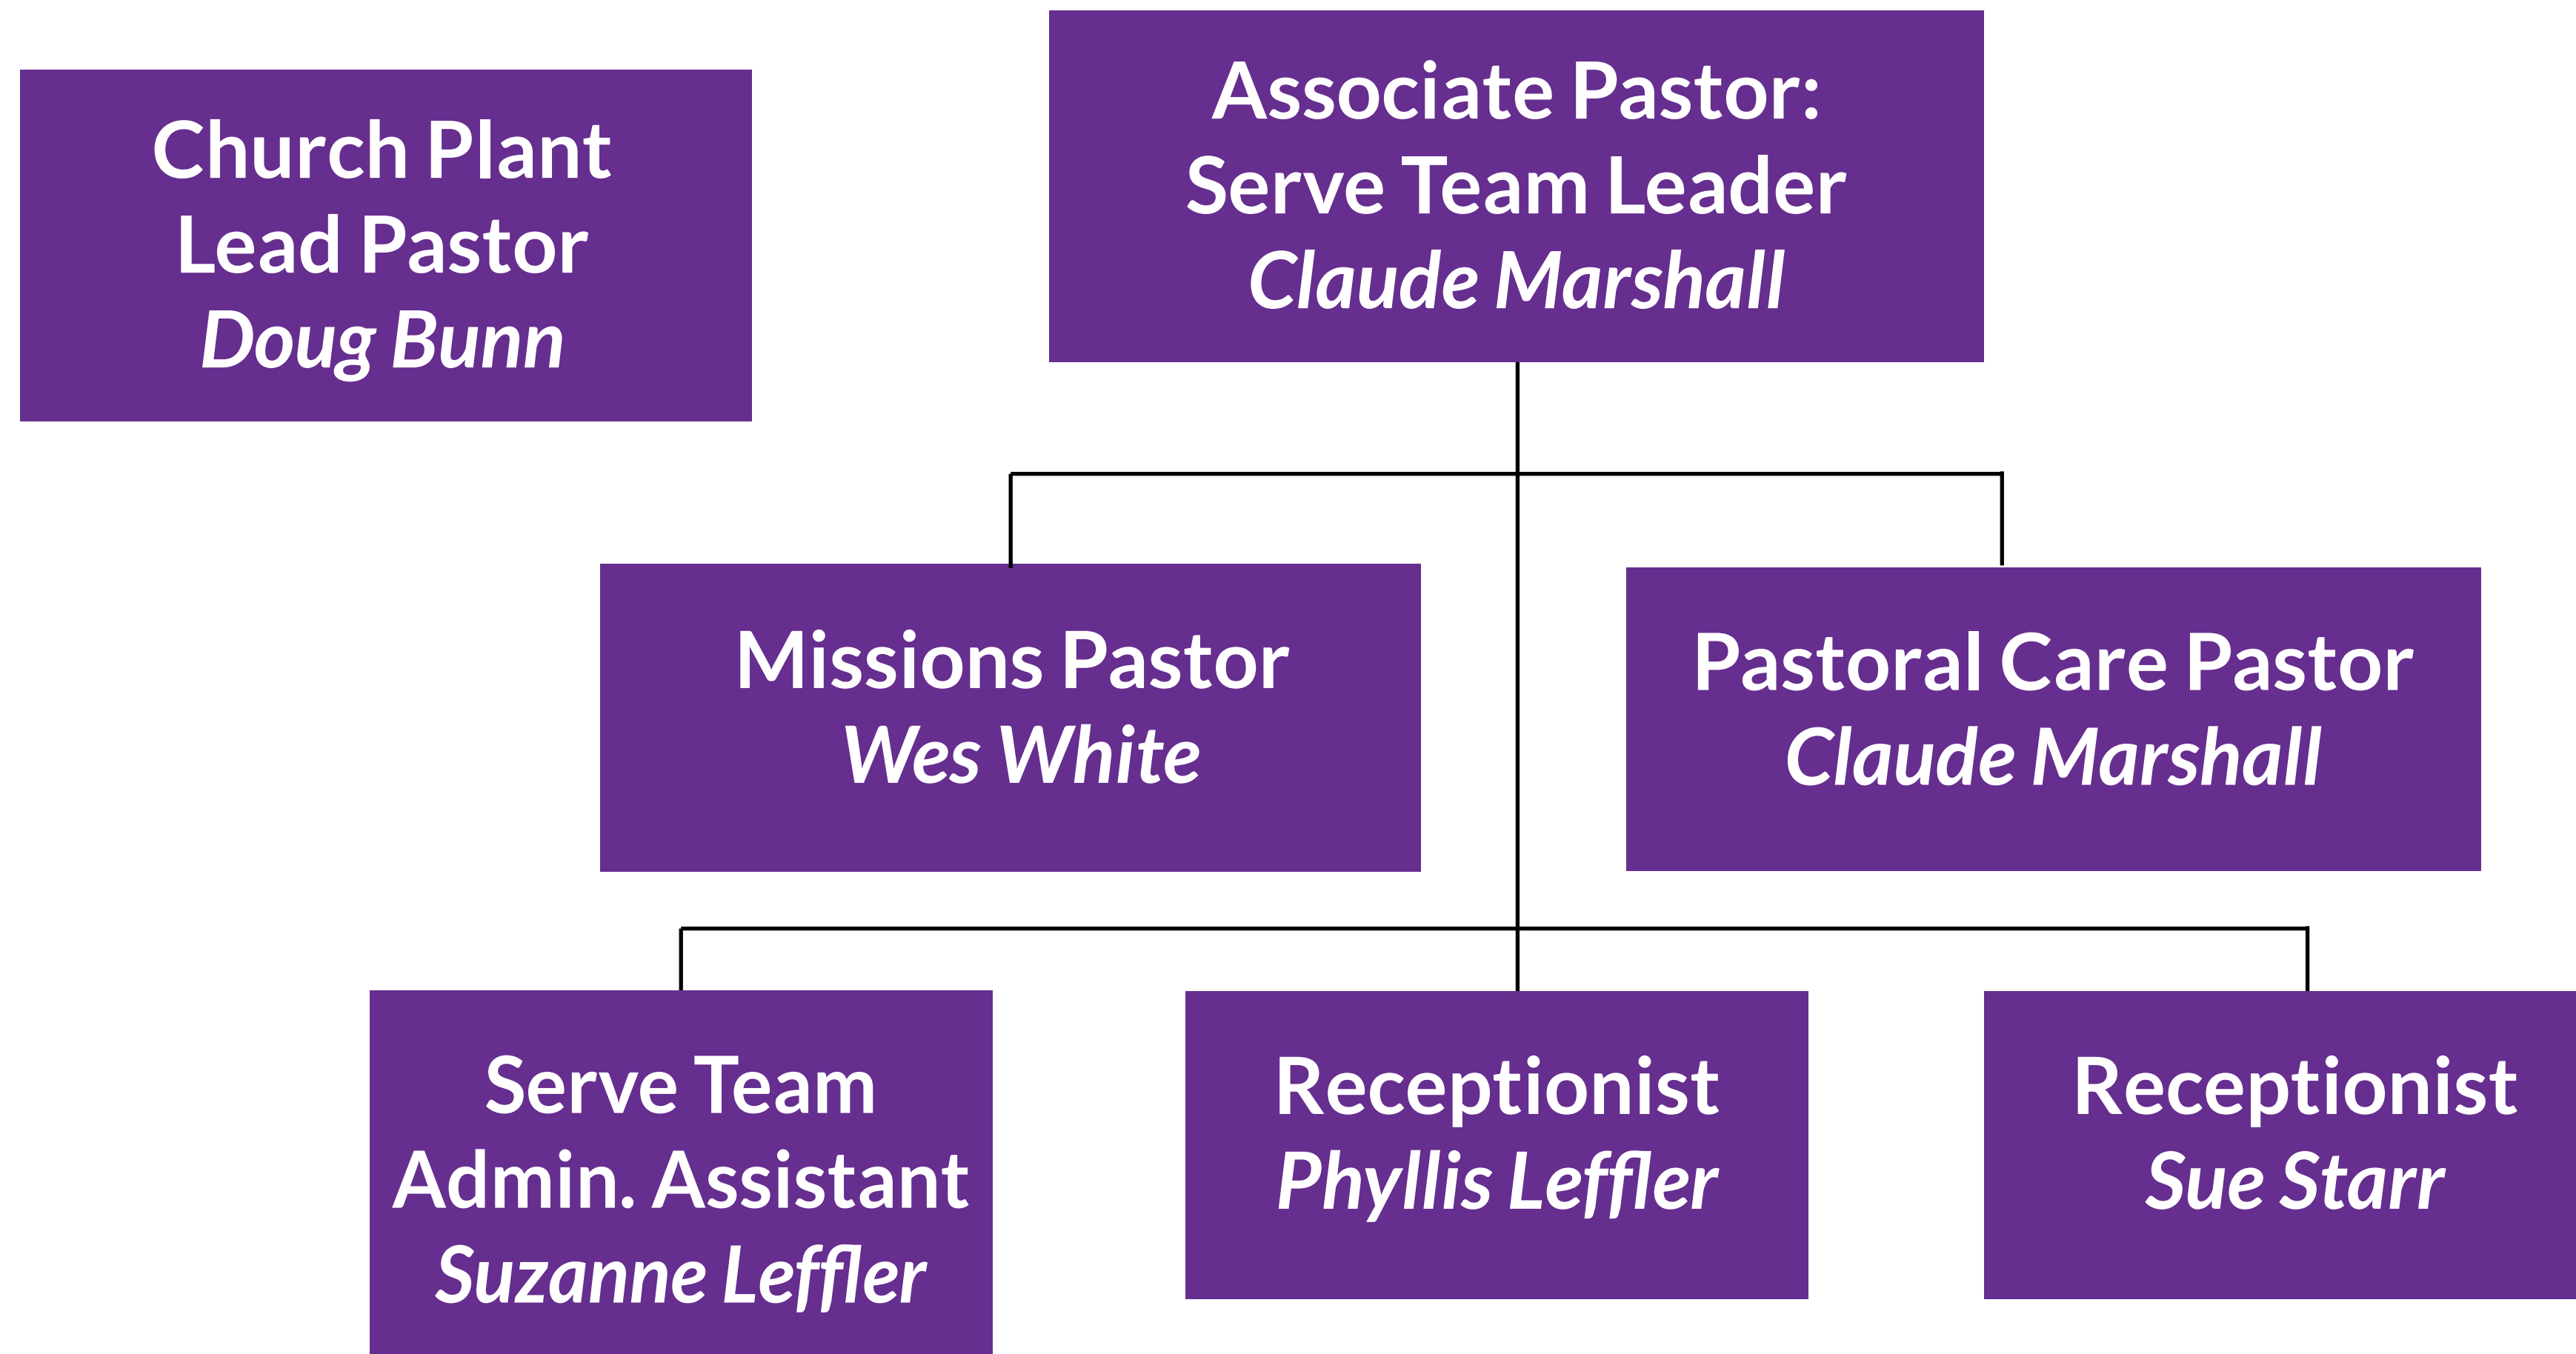 Church Plant
Lead Pastor
Doug Bunn
Associate Pastor:
Serve Team Leader
Claude Marshall
Missions Pastor
Wes White
Pastoral Care Pastor
Claude Marshall
Serve Team
Admin. Assistant
Suzanne Leffler
Receptionist
Phyllis Leffler
Receptionist
Sue Starr